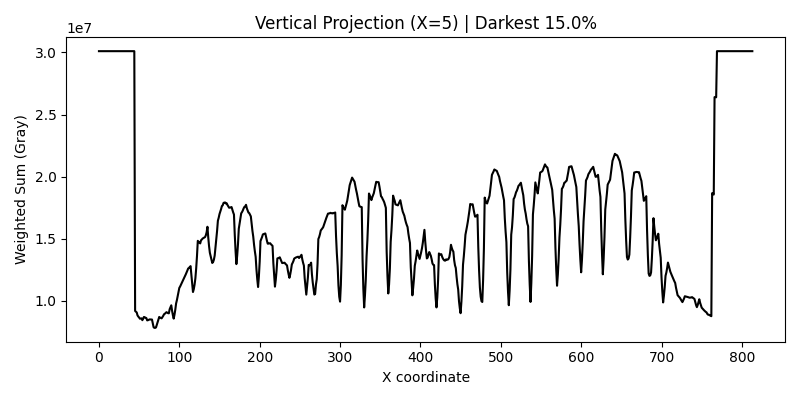 Vertical Projection (X=5) | Darkest 15.0%
1e7
3.0
2.5
2.0
1.5
1.0
Weighted Sum (Gray)
0 100 200 300 400 500 600 700 800
X coordinate